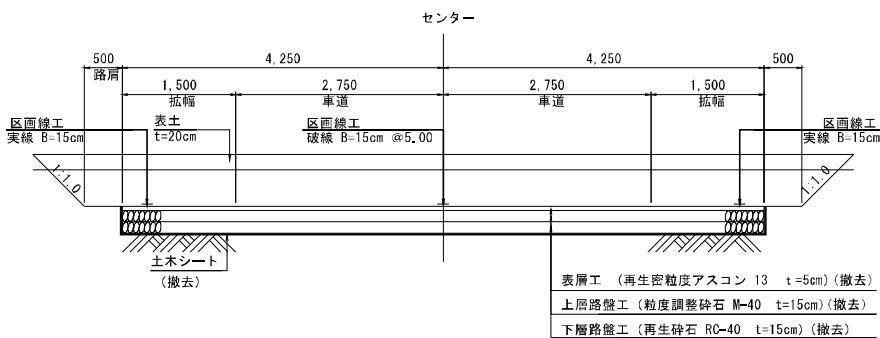 センター
500
4,250
4,250
500
路肩
1,500
2,750
2,750
1,500
拡幅
車道
車道
拡幅
区画線工
実線 B=15cm
表土
t=20cm
区画線工
破線 B=15cm @5.00
区画線工
実線 B=15cm
1:1.0
1:1.0
土木シート
(撤去)
表層工 (再生密粒度アスコン 13 t=5cm)(撤去)
上層路盤工(粒度調整砕石 M-40 t=15cm)(撤去)
下層路盤工(再生砕石 RC-40 t=15cm)(撤去)